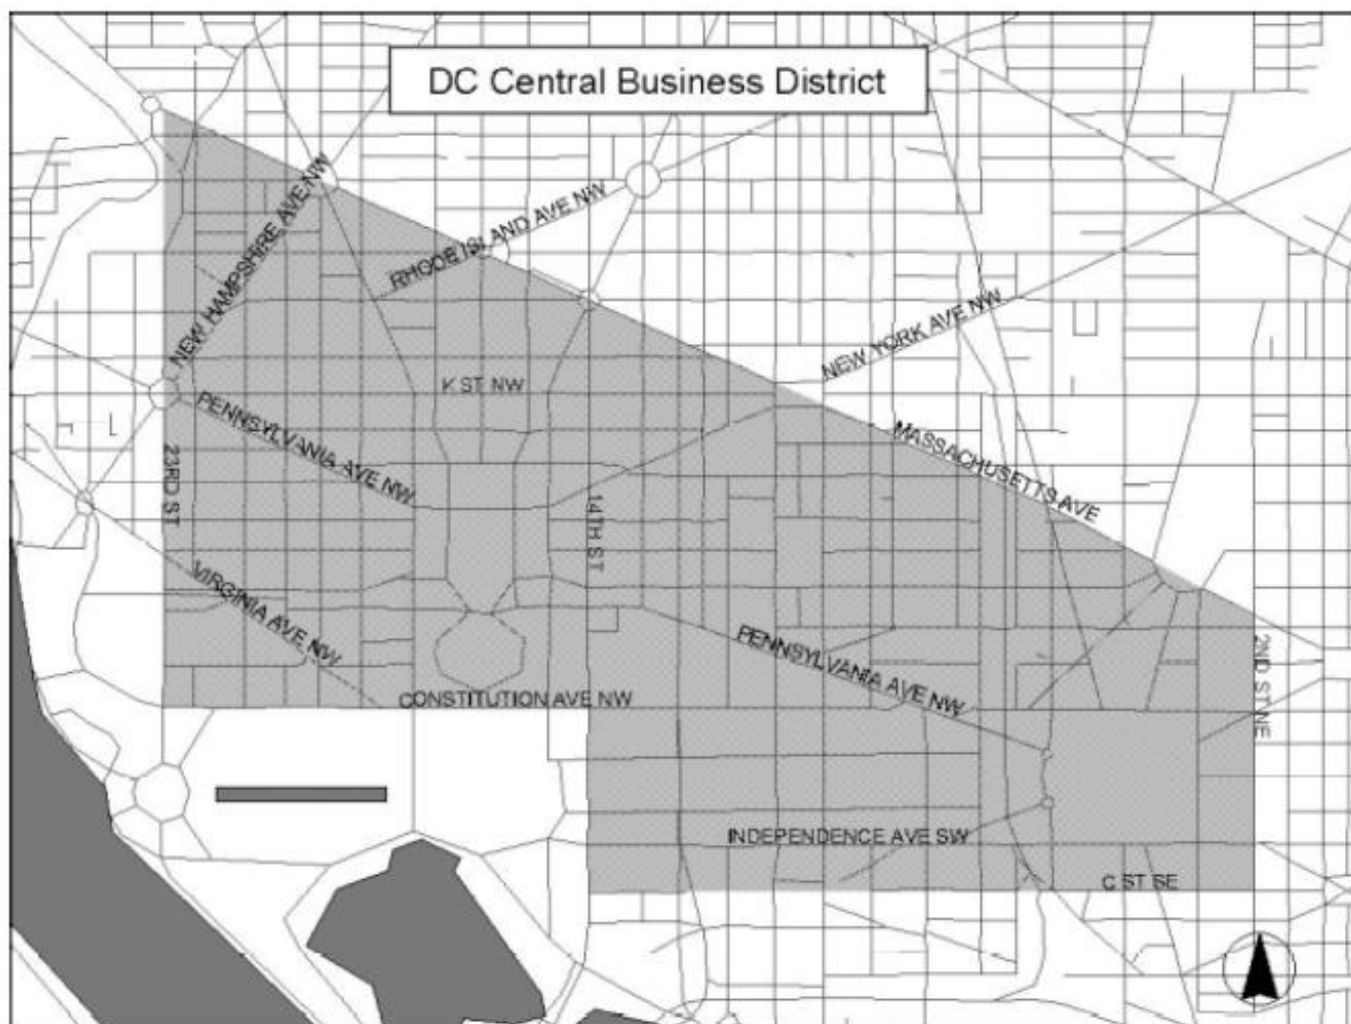 DC Central Business District
NEW HAMPSHIRE AVE NW
RHODE ISLAND AVE NW
NEW YORK AVE NW
K ST NW
PENNSYLVANIA AVE NW
MASSACHUSETTS AVE
23RD ST
14TH ST
VIRGINIA AVE NW
PENNSYLVANIA AVE NW
2ND ST NE
CONSTITUTION AVE NW
INDEPENDENCE AVE SW
C ST SE